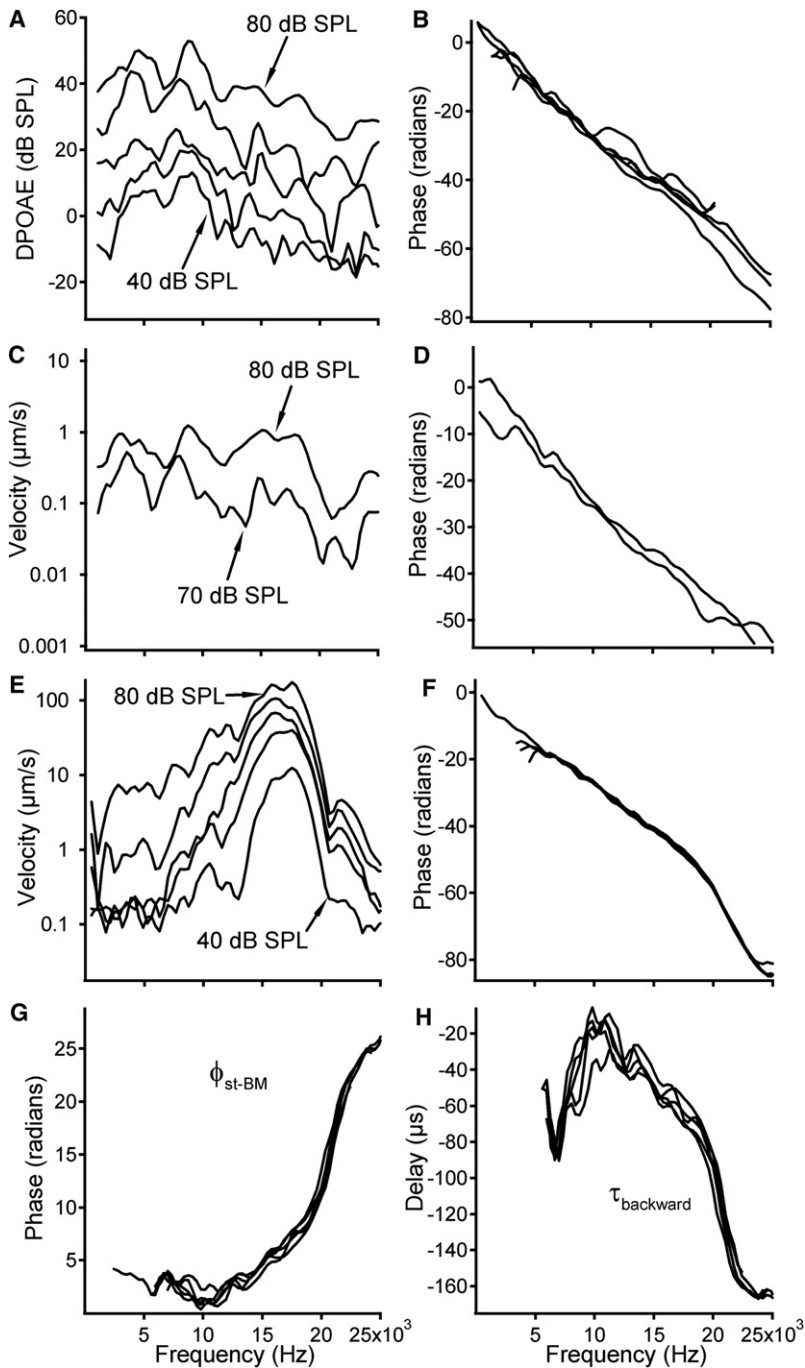 A
60
40
20
0
-20
DPOAE (dB SPL)
80 dB SPL
40 dB SPL
B
0
-20
-40
-60
-80
Phase (radians)
C
10
1
0.1
0.01
0.001
Velocity (μm/s)
80 dB SPL
70 dB SPL
D
0
-10
-20
-30
-40
-50
Phase (radians)
E
100
10
1
0.1
Velocity (μm/s)
80 dB SPL
40 dB SPL
F
0
-20
-40
-60
-80
Phase (radians)
G
25
20
15
10
5
Phase (radians)
ϕst-BM
5 10 15 20 25x10³
Frequency (Hz)
H
-20
-40
-60
-80
-100
-120
-140
-160
Delay (μs)
τbackward
5 10 15 20 25x10³
Frequency (Hz)